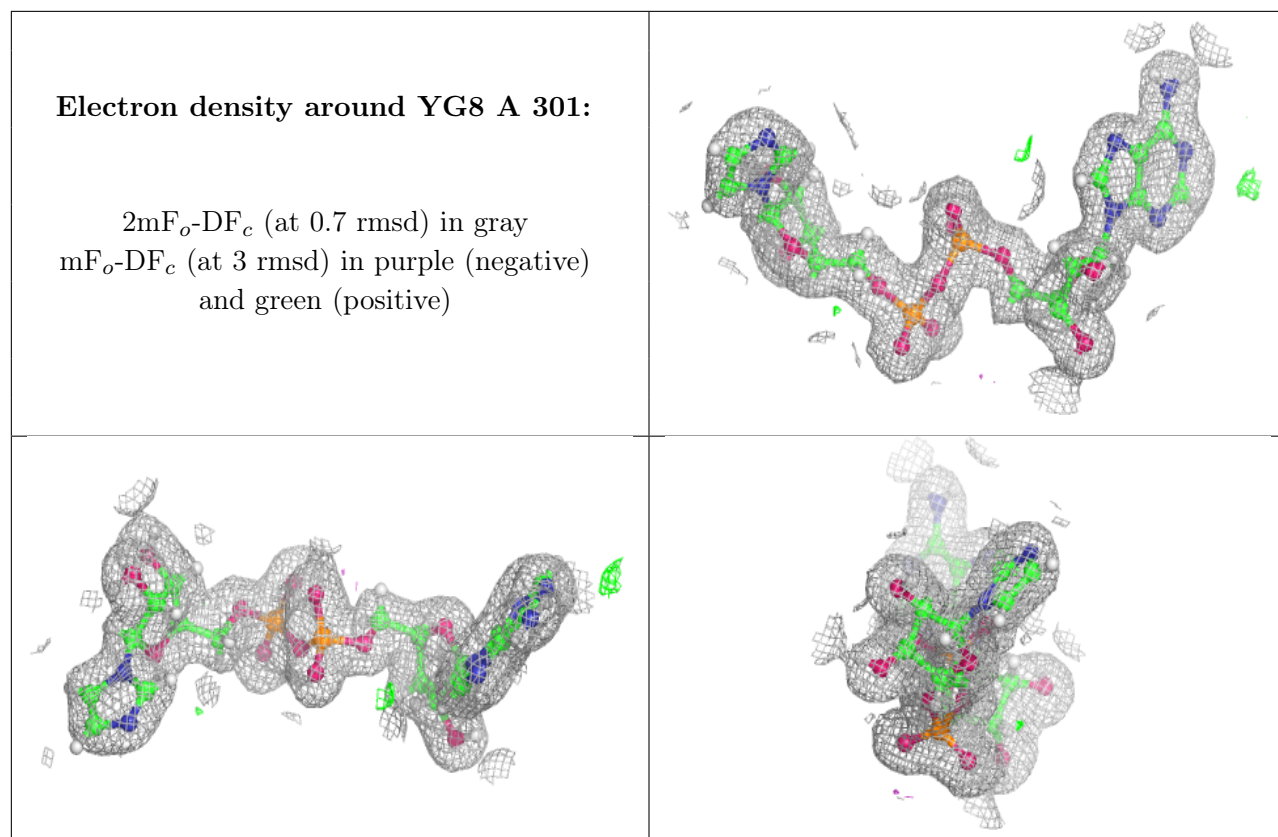 Electron density around YG8 A 301:
2mFo-DFc (at 0.7 rmsd) in gray
mFo-DFc (at 3 rmsd) in purple (negative)
and green (positive)